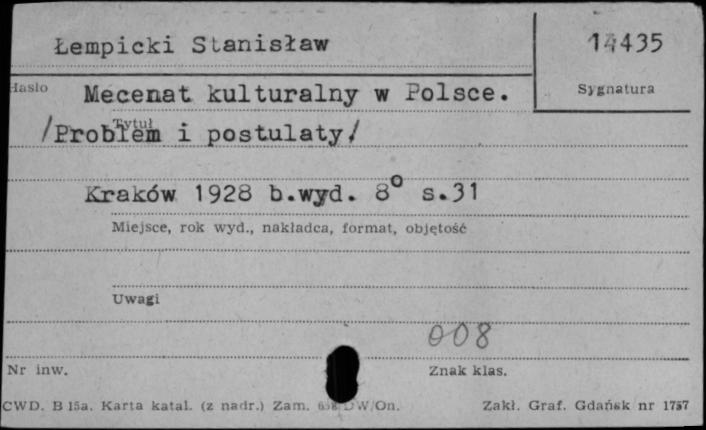 Łempicki Stanisław
14435
Hasło
Sygnatura
Mecenat kulturalny w Polsce.
Tytuł
/Problem i postulaty/
Kraków 1928 b.wyd. 8° s.31
Miejsce, rok wyd., nakładca, format, objętość
Uwagi
008
Nr inw.
Znak klas.
CWD. B 15a. Karta katal. (z nadr.) Zam. DW/On.
Zakł. Graf. Gdańsk nr 1757